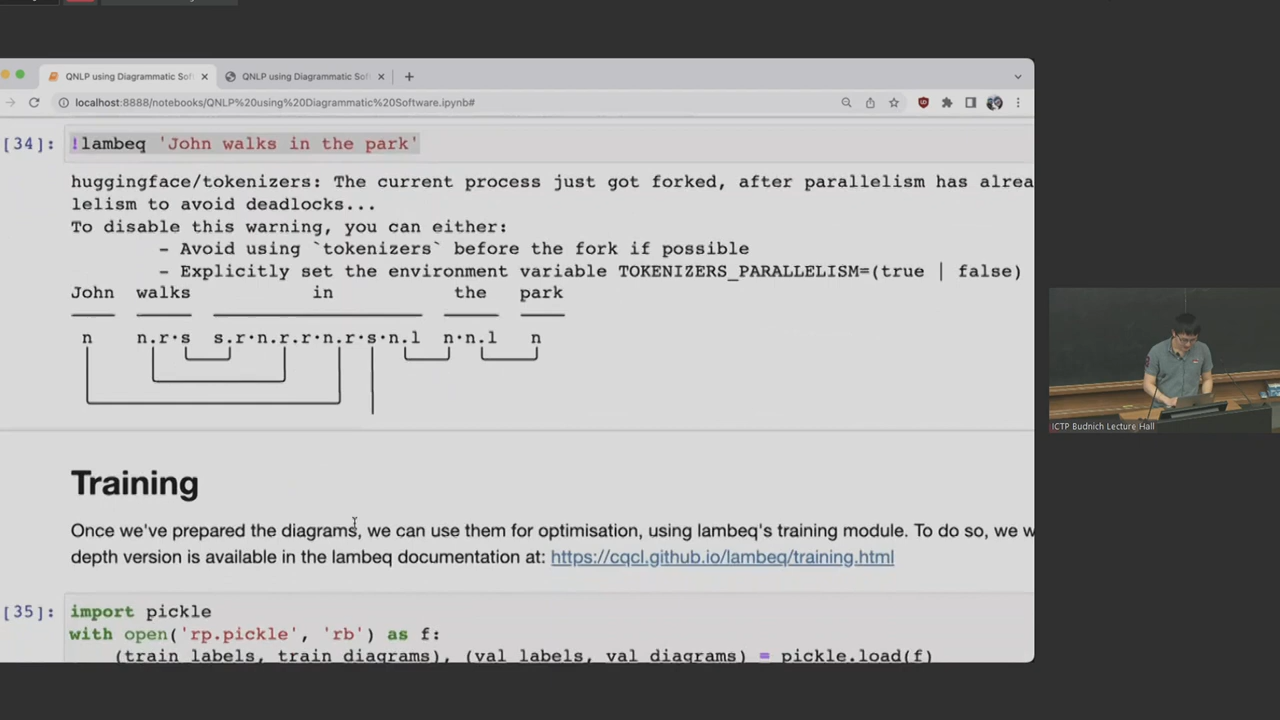 QNLP using Diagrammatic Sof
QNLP using Diagrammatic Sof
localhost:8888/notebooks/QNLP%20using%20Diagrammatic%20Software.ipynb#
[34]: !lambeq 'John walks in the park'
huggingface/tokenizers: The current process just got forked, after parallelism has alrea
lelism to avoid deadlocks...
To disable this warning, you can either:
- Avoid using `tokenizers` before the fork if possible
- Explicitly set the environment variable TOKENIZERS_PARALLELISM=(true | false)
John walks in the park
n n.r·s s.r·n.r.r·n.r·s·n.l n·n.l n
Training
Once we've prepared the diagrams, we can use them for optimisation, using lambeq's training module. To do so, we w
depth version is available in the lambeq documentation at: https://cqcl.github.io/lambeq/training.html
[35]: import pickle
with open('rp.pickle', 'rb') as f:
(train_labels, train_diagrams), (val_labels, val_diagrams) = pickle.load(f)
ICTP Budinich Lecture Hall